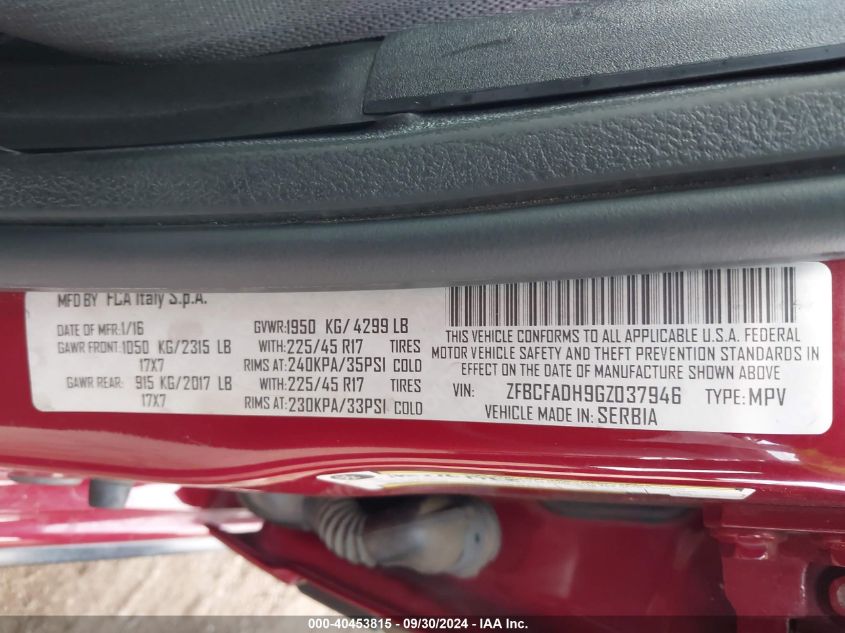 MFD BY FCA Italy S.p.A.
DATE OF MFR:1/16 GVWR:1950 KG/4299 LB
GAWR FRONT:1050 KG/2315 LB WITH:225/45 R17 TIRES
17X7 RIMS AT:240KPA/35PSI COLD
GAWR REAR: 915 KG/2017 LB WITH:225/45 R17 TIRES
17X7 RIMS AT:230KPA/33PSI COLD
THIS VEHICLE CONFORMS TO ALL APPLICABLE U.S.A. FEDERAL
MOTOR VEHICLE SAFETY AND THEFT PREVENTION STANDARDS IN
EFFECT ON THE DATE OF MANUFACTURE SHOWN ABOVE
VIN: ZFBCFADH9GZ037946 TYPE:MPV
VEHICLE MADE IN:SERBIA
000-40453815 - 09/30/2024 - IAA Inc.